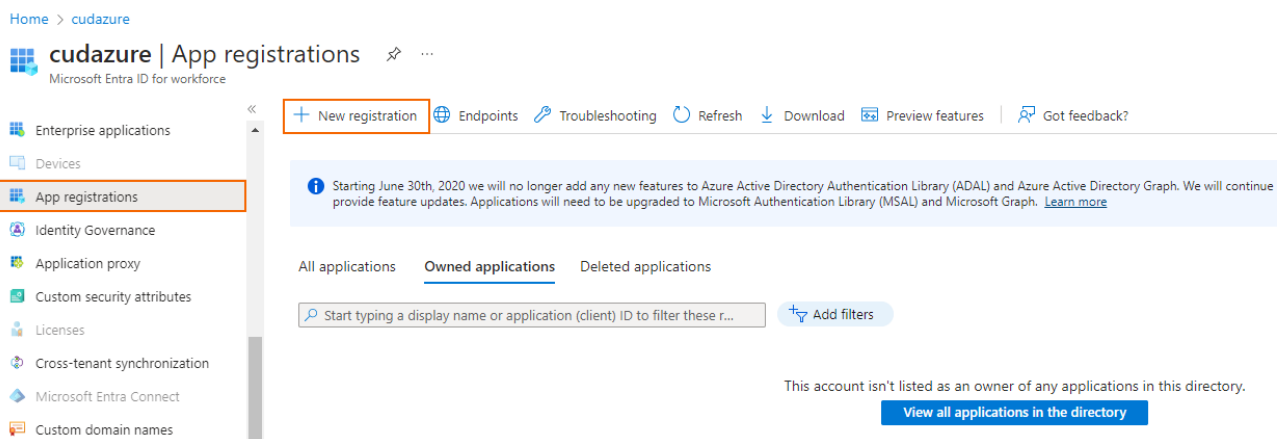 Home > cudazure
cudazure | App registrations
Microsoft Entra ID for workforce
Enterprise applications
Devices
App registrations
Identity Governance
Application proxy
Custom security attributes
Licenses
Cross-tenant synchronization
Microsoft Entra Connect
Custom domain names
New registration Endpoints Troubleshooting Refresh Download Preview features Got feedback?
Starting June 30th, 2020 we will no longer add any new features to Azure Active Directory Authentication Library (ADAL) and Azure Active Directory Graph. We will continue
provide feature updates. Applications will need to be upgraded to Microsoft Authentication Library (MSAL) and Microsoft Graph. Learn more
All applications Owned applications Deleted applications
Start typing a display name or application (client) ID to filter these r... Add filters
This account isn't listed as an owner of any applications in this directory.
View all applications in the directory